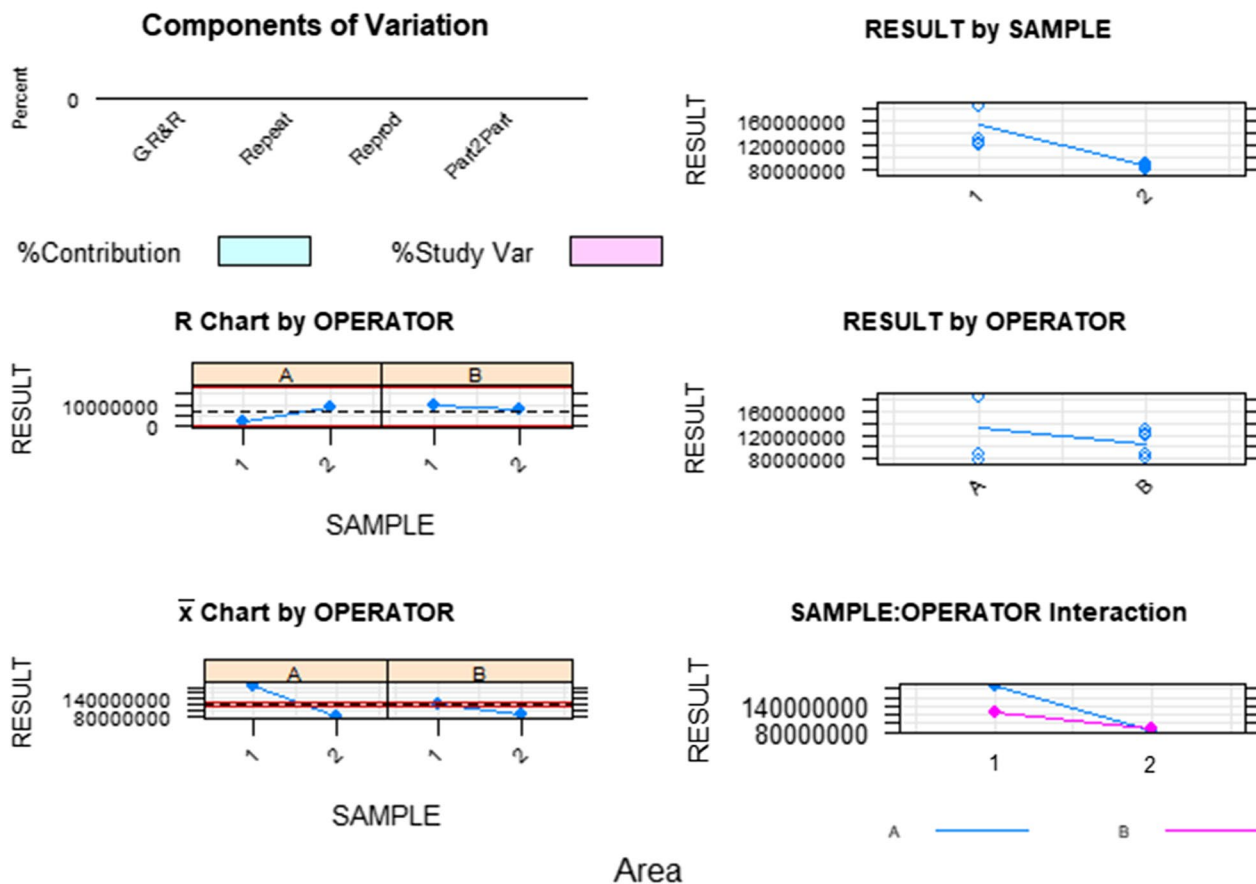 Components of Variation
Percent
0
G.R&R
Repeat
Reprod
Part2Part
%Contribution
%Study Var
RESULT by SAMPLE
RESULT
160000000
120000000
80000000
1
2
R Chart by OPERATOR
RESULT
A
B
10000000
0
1
2
1
2
SAMPLE
RESULT by OPERATOR
RESULT
160000000
120000000
80000000
A
B
x̄ Chart by OPERATOR
RESULT
A
B
140000000
80000000
1
2
1
2
SAMPLE
SAMPLE:OPERATOR Interaction
RESULT
140000000
80000000
1
2
A
B
Area